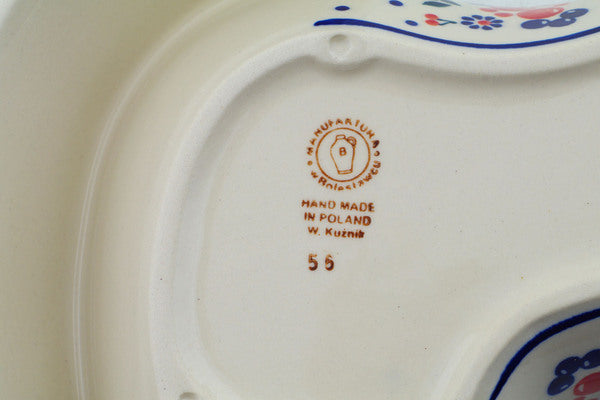 MANUFAKTURA
B
w Bolesławcu
HAND MADE
IN POLAND
W. Kuźnik
56